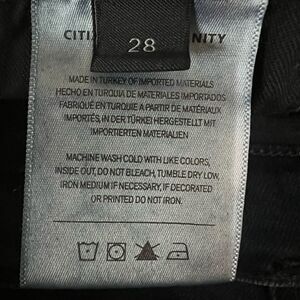 CITI NITY
28
MADE IN TURKEY OF IMPORTED MATERIALS
HECHO EN TURQUIA DE MATERIALES IMPORTADOS
FABRIQUÉ EN TURQUIE A PARTIR DE MATÉRIAUX
IMPORTÉS, IN DER TÜRKEI HERGESTELLT MIT
IMPORTIERTEN MATERIALIEN
MACHINE WASH COLD WITH LIKE COLORS,
INSIDE OUT, DO NOT BLEACH, TUMBLE DRY LOW,
IRON MEDIUM IF NECESSARY, IF DECORATED
OR PRINTED DO NOT IRON.